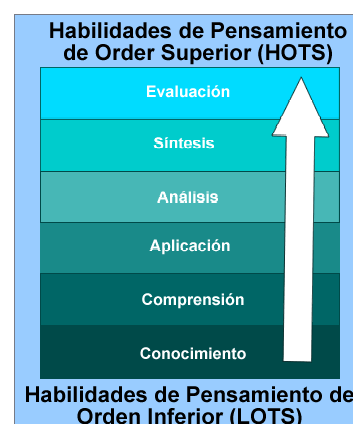 Habilidades de Pensamiento
de Order Superior (HOTS)
Evaluación
Síntesis
Análisis
Aplicación
Comprensión
Conocimiento
Habilidades de Pensamiento de
Orden Inferior (LOTS)